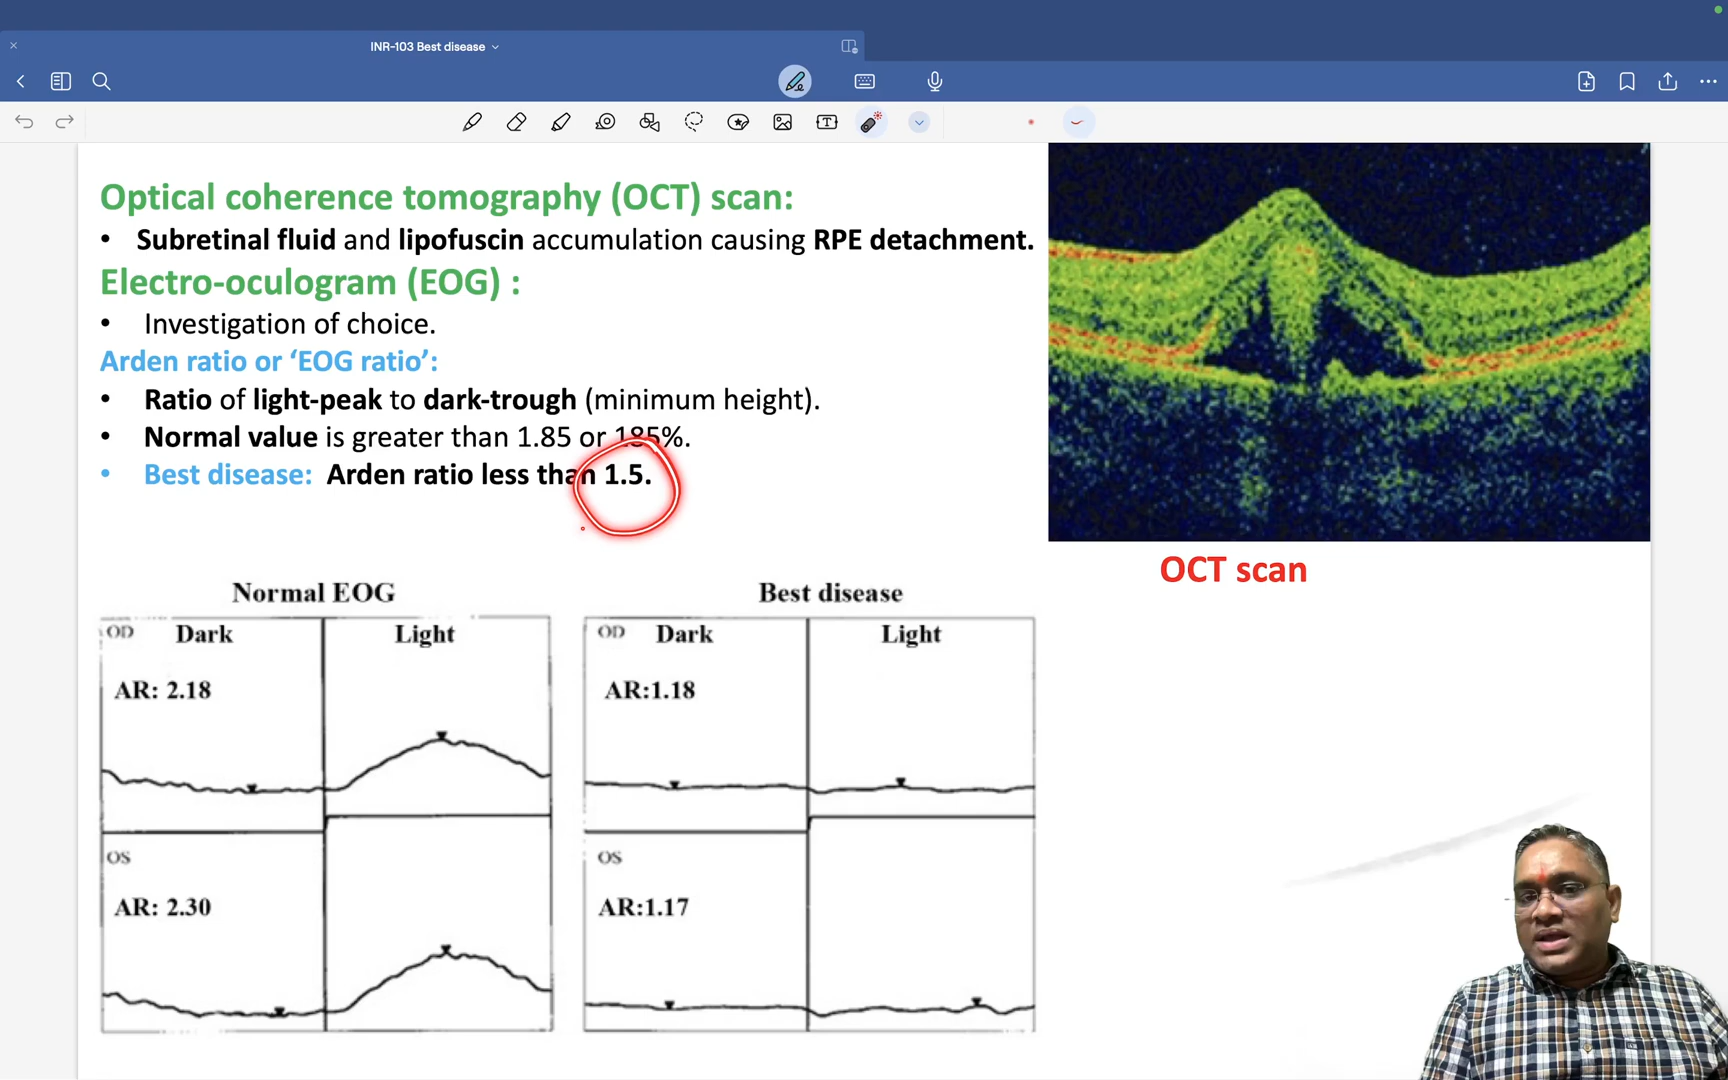 INR-103 Best disease
Optical coherence tomography (OCT) scan:
• Subretinal fluid and lipofuscin accumulation causing RPE detachment.
Electro-oculogram (EOG) :
• Investigation of choice.
Arden ratio or ‘EOG ratio’:
• Ratio of light-peak to dark-trough (minimum height).
• Normal value is greater than 1.85 or 185%.
• Best disease: Arden ratio less than 1.5.
OCT scan
Normal EOG
OD Dark Light
AR: 2.18
OS
AR: 2.30
Best disease
OD Dark Light
AR:1.18
OS
AR:1.17